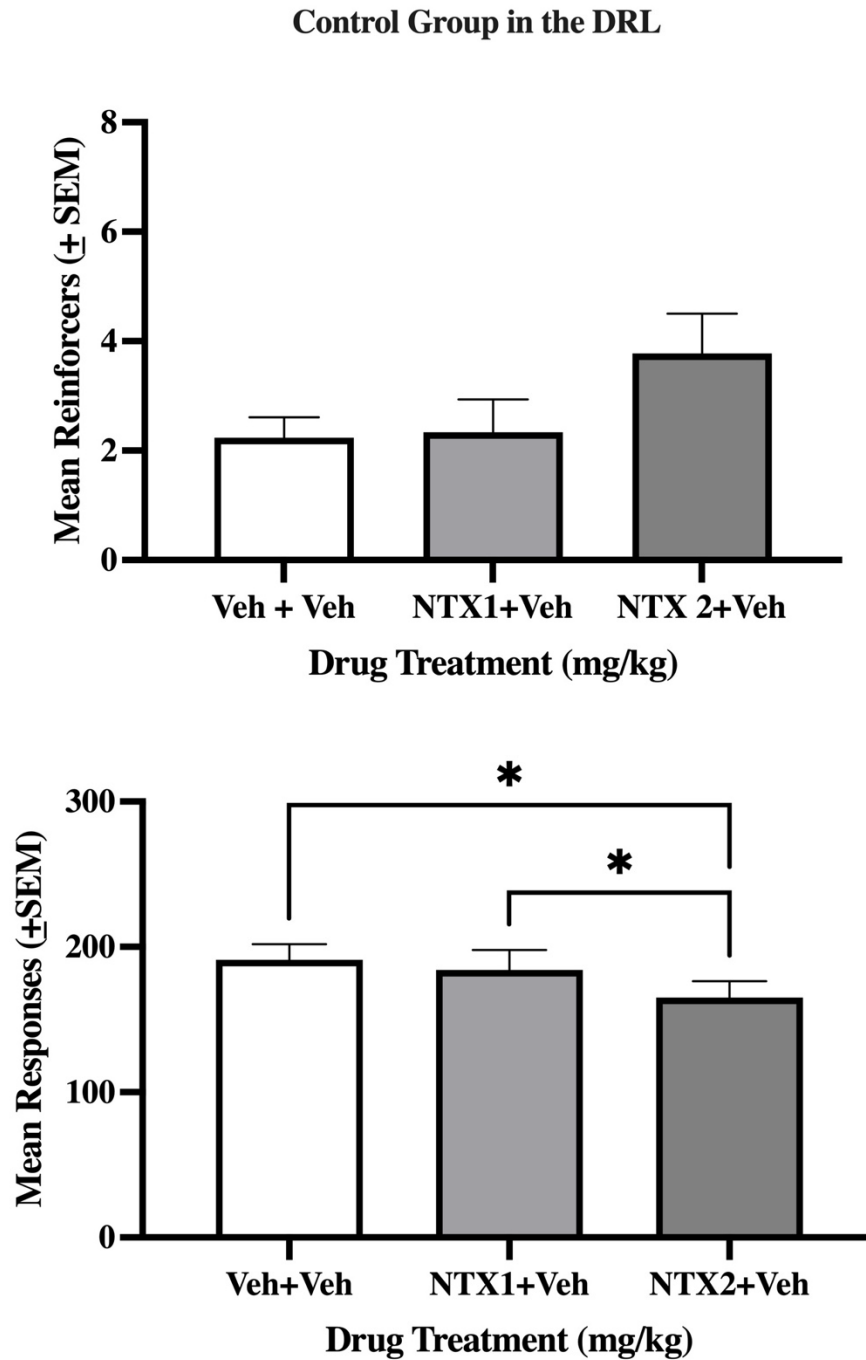 Control Group in the DRL
Mean Reinforcers (± SEM)
8
6
4
2
0
Veh + Veh NTX1+Veh NTX 2+Veh
Drug Treatment (mg/kg)
Mean Responses (±SEM)
300
200
100
0
*
*
Veh+Veh NTX1+Veh NTX2+Veh
Drug Treatment (mg/kg)